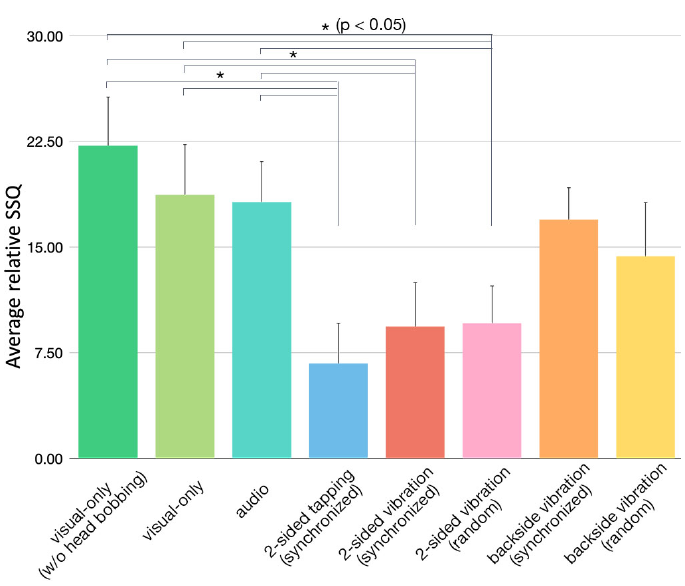 * (p < 0.05)
*
*
30.00
22.50
15.00
7.50
0.00
Average relative SSQ
visual-only
(w/o head bobbing)
visual-only
audio
2-sided tapping
(synchronized)
2-sided vibration
(synchronized)
2-sided vibration
(random)
backside vibration
(synchronized)
backside vibration
(random)